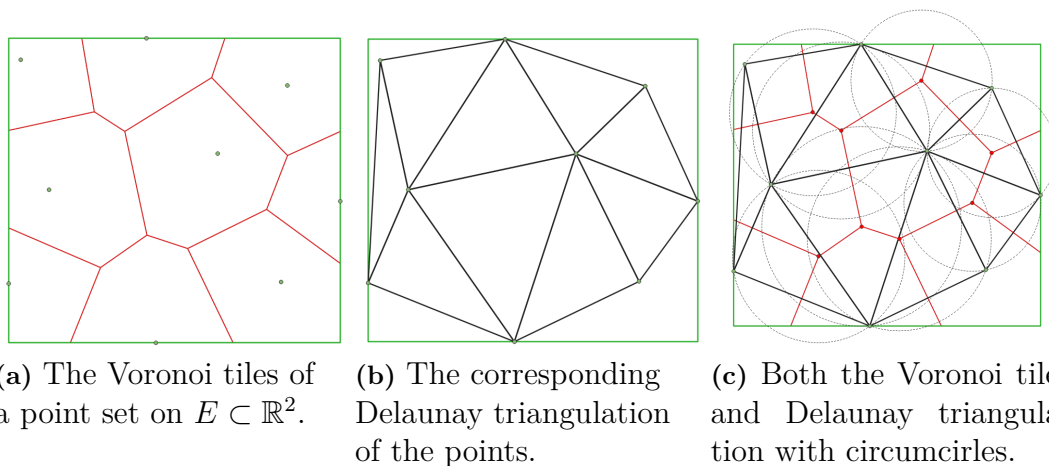 (a) The Voronoi tiles of
a point set on E ⊂ ℝ².
(b) The corresponding
Delaunay triangulation
of the points.
(c) Both the Voronoi tile
and Delaunay triangula
tion with circumcirles.